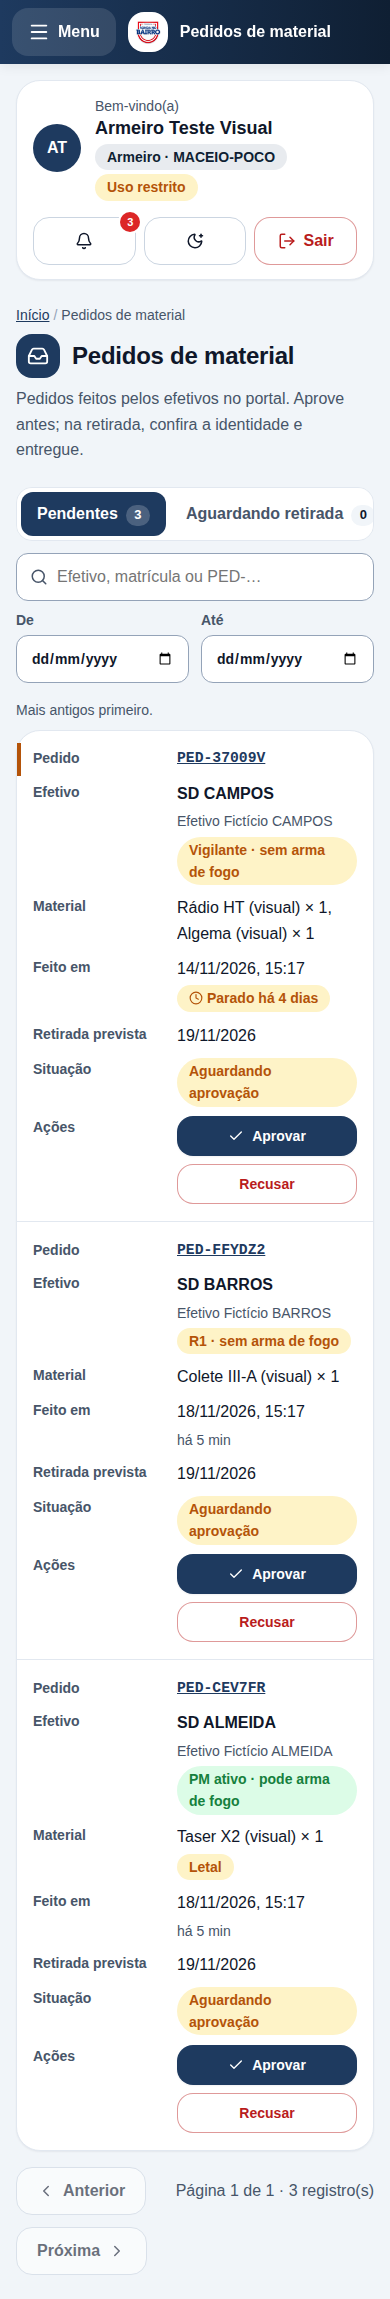 Menu
BAIRRO
Pedidos de material
Bem-vindo(a)
AT
Armeiro Teste Visual
Armeiro · MACEIO-POCO
Uso restrito
3
Sair
Início / Pedidos de material
Pedidos de material
Pedidos feitos pelos efetivos no portal. Aprove
antes; na retirada, confira a identidade e
entregue.
Pendentes 3 Aguardando retirada 0
Efetivo, matrícula ou PED-…
De Até
dd/mm/yyyy dd/mm/yyyy
Mais antigos primeiro.
Pedido PED-37009V
Efetivo SD CAMPOS
Efetivo Fictício CAMPOS
Vigilante · sem arma
de fogo
Material Rádio HT (visual) × 1,
Algema (visual) × 1
Feito em 14/11/2026, 15:17
Parado há 4 dias
Retirada prevista 19/11/2026
Situação Aguardando
aprovação
Ações Aprovar
Recusar
Pedido PED-FFYDZ2
Efetivo SD BARROS
Efetivo Fictício BARROS
R1 · sem arma de fogo
Material Colete III-A (visual) × 1
Feito em 18/11/2026, 15:17
há 5 min
Retirada prevista 19/11/2026
Situação Aguardando
aprovação
Ações Aprovar
Recusar
Pedido PED-CEV7FR
Efetivo SD ALMEIDA
Efetivo Fictício ALMEIDA
PM ativo · pode arma
de fogo
Material Taser X2 (visual) × 1
Letal
Feito em 18/11/2026, 15:17
há 5 min
Retirada prevista 19/11/2026
Situação Aguardando
aprovação
Ações Aprovar
Recusar
Anterior Página 1 de 1 · 3 registro(s)
Próxima